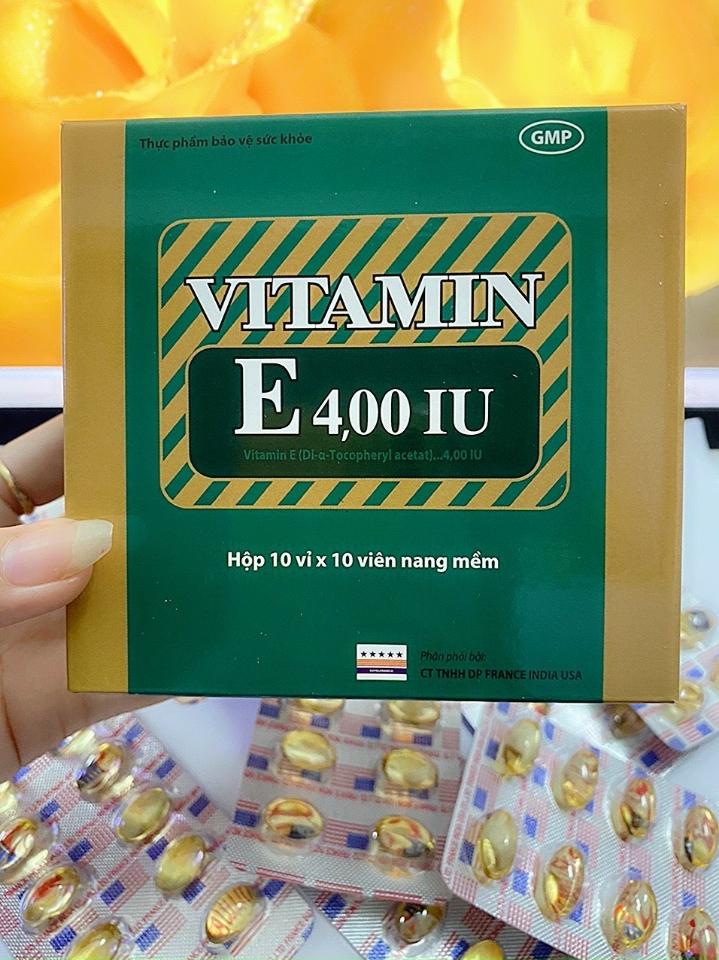 Thực phẩm bảo vệ sức khỏe
GMP
VITAMIN
E 4,00 IU
Vitamin E (Dl-α-Tocopheryl acetat)...4,00 IU
Hộp 10 vỉ x 10 viên nang mềm
Phân phối bởi:
CT TNHH DP FRANCE INDIA USA